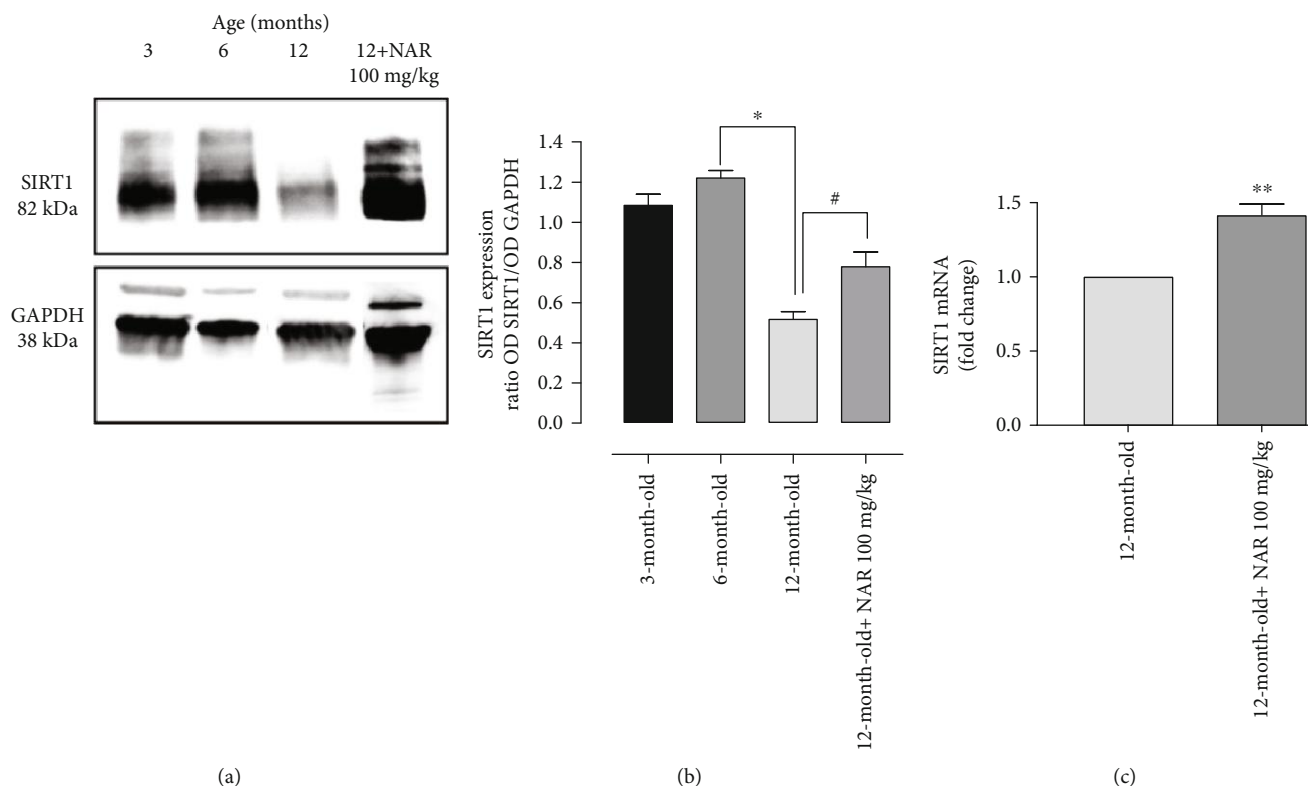 Age (months)
3 6 12 12+NAR
100 mg/kg
SIRT1
82 kDa
GAPDH
38 kDa
(a)
SIRT1 expression
ratio OD SIRT1/OD GAPDH
1.4
1.2
1.0
0.8
0.6
0.4
0.2
0.0
*
#
3-month-old
6-month-old
12-month-old
12-month-old+ NAR 100 mg/kg
(b)
SIRT1 mRNA
(fold change)
1.5
1.0
0.5
0.0
**
12-month-old
12-month-old+ NAR 100 mg/kg
(c)